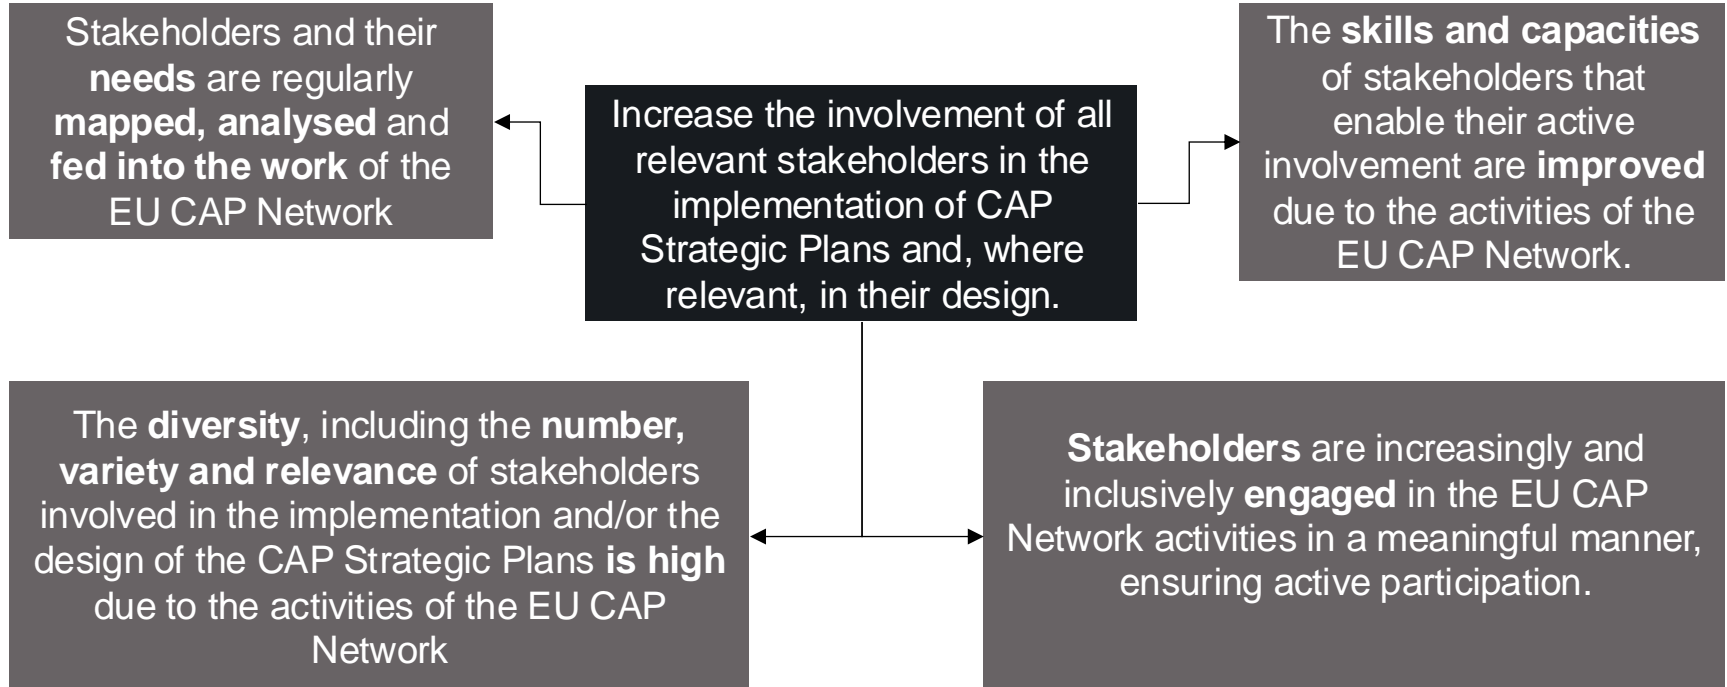 Stakeholders and their
needs are regularly
mapped, analysed and
fed into the work of the
EU CAP Network
Increase the involvement of all
relevant stakeholders in the
implementation of CAP
Strategic Plans and, where
relevant, in their design.
The skills and capacities
of stakeholders that
enable their active
involvement are improved
due to the activities of the
EU CAP Network.
The diversity, including the number,
variety and relevance of stakeholders
involved in the implementation and/or the
design of the CAP Strategic Plans is high
due to the activities of the EU CAP
Network
Stakeholders are increasingly and
inclusively engaged in the EU CAP
Network activities in a meaningful manner,
ensuring active participation.